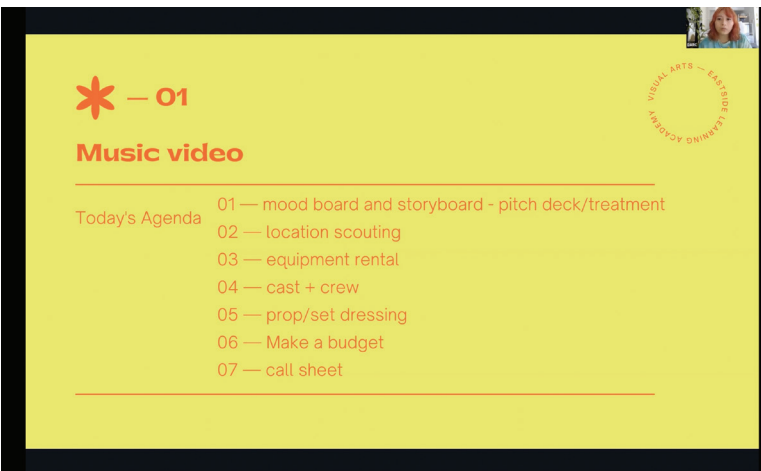 — 01
VISUAL ARTS — EASTSIDE LEARNING ACADEMY
Music video
Today's Agenda
01 — mood board and storyboard - pitch deck/treatment
02 — location scouting
03 — equipment rental
04 — cast + crew
05 — prop/set dressing
06 — Make a budget
07 — call sheet